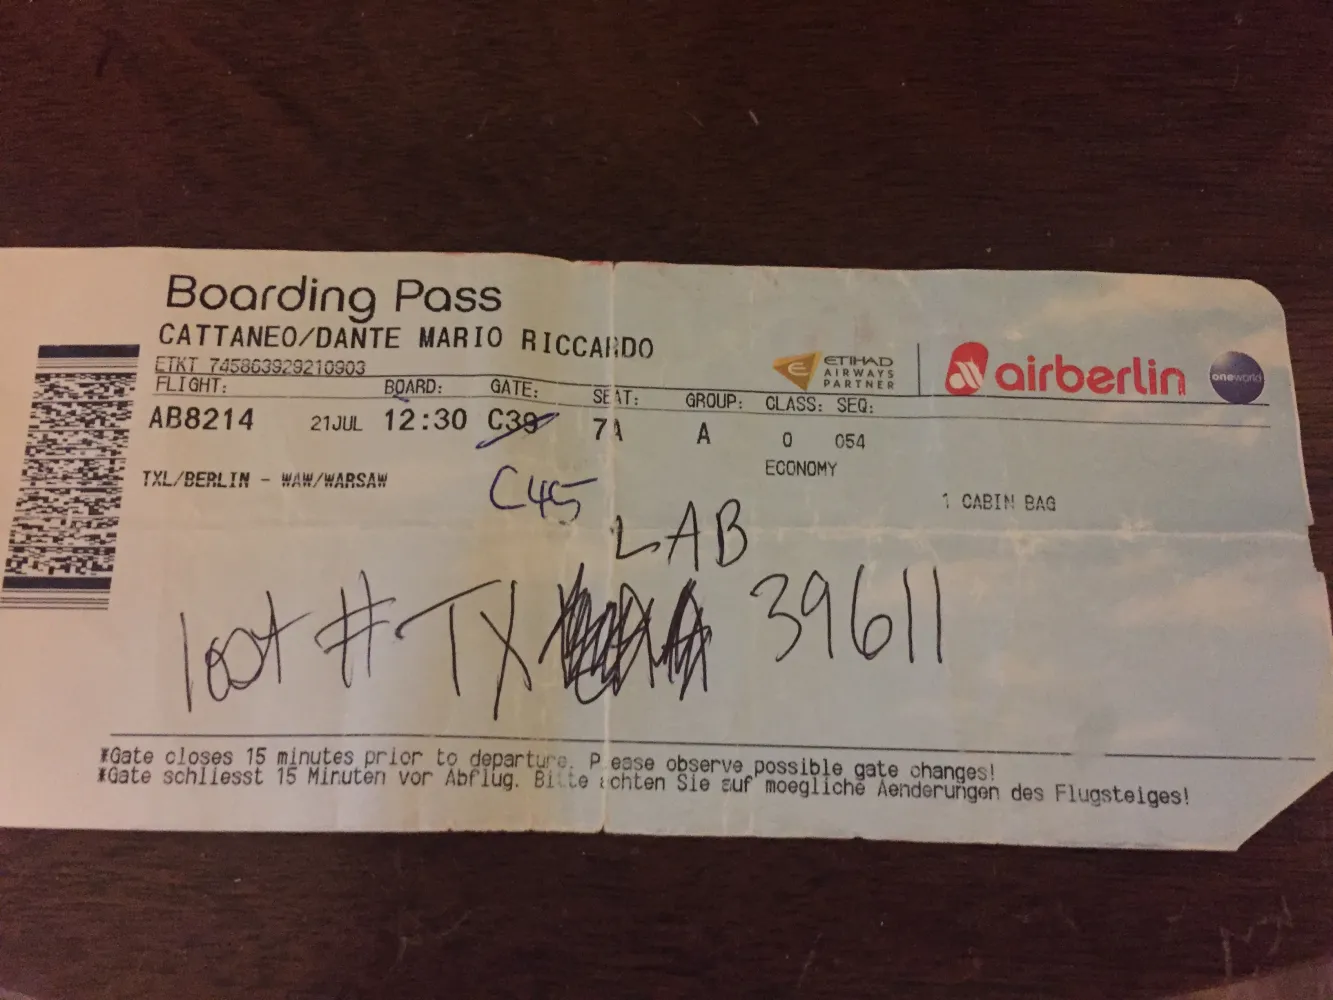 Boarding Pass
CATTANEO/DANTE MARIO RICCARDO
ETKT 745863929210903
ETIHAD AIRWAYS PARTNER
airberlin
oneworld
FLIGHT: BOARD: GATE: SEAT: GROUP: CLASS: SEQ:
AB8214 21JUL 12:30 C39 7A A O 054
ECONOMY
TXL/BERLIN - WAW/WARSAW
C45
1 CABIN BAG
LAB
loot # TX 39611
*Gate closes 15 minutes prior to departure. Please observe possible gate changes!
*Gate schliesst 15 Minuten vor Abflug. Bitte achten Sie auf moegliche Aenderungen des Flugsteiges!